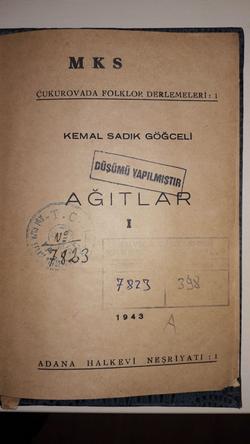 MKS
ÇUKUROVADA FOLKLOR DERLEMELERİ : 1
KEMAL SADIK GÖĞCELİ
DÜŞÜMÜ YAPILMIŞTIR
AĞITLAR
I
T. C.
Nº
7823
7823 398
1943
A
ADANA HALKEVİ NEŞRİYATI : 1